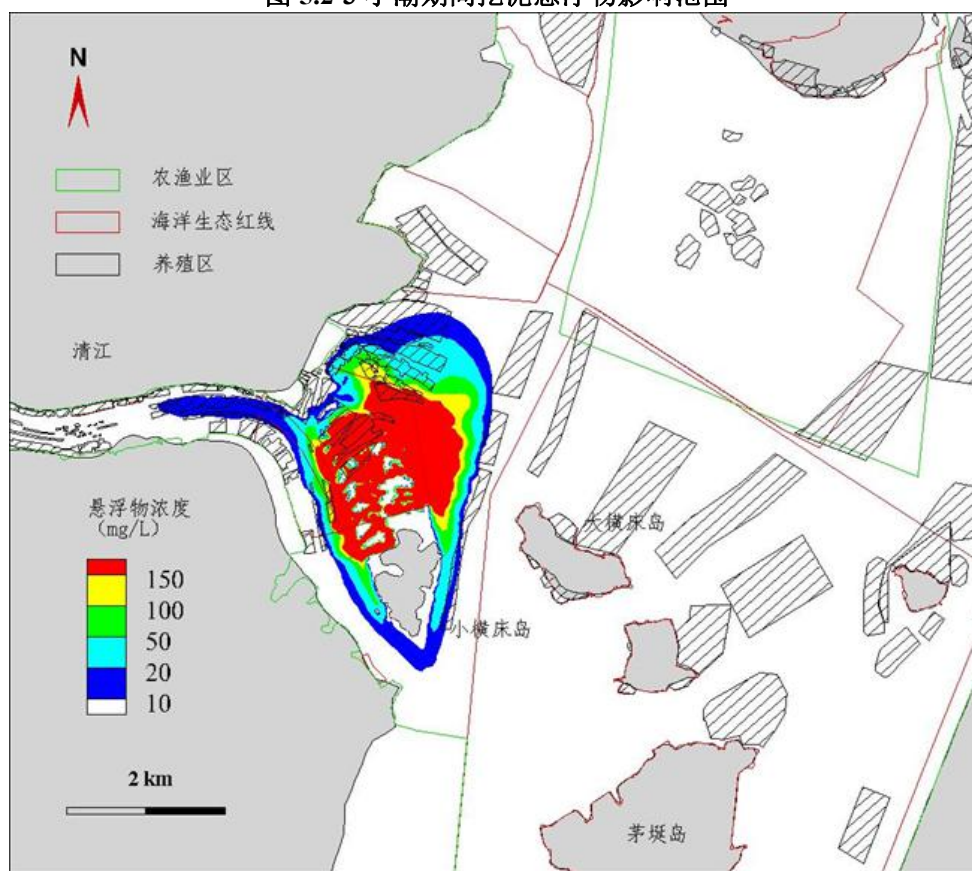 N
农渔业区
海洋生态红线
养殖区
清江
悬浮物浓度
(mg/L)
150
100
50
20
10
大横床岛
小横床岛
2 km
茅埏岛